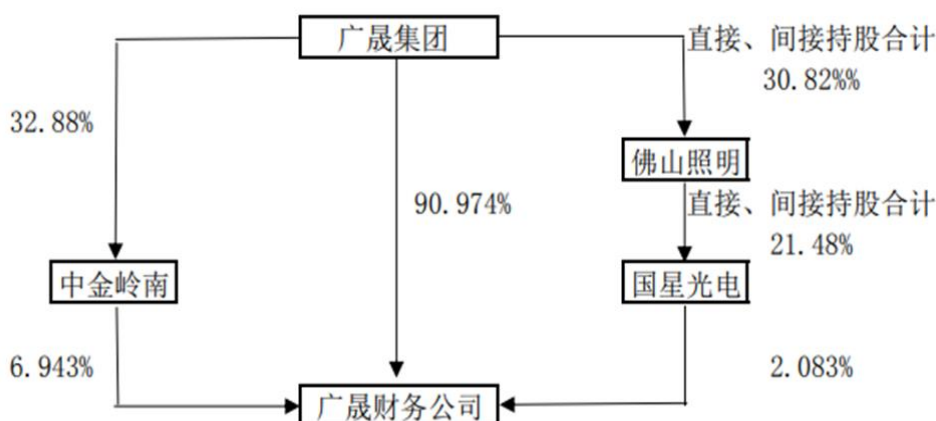 广晟集团
直接、间接持股合计
30.82%%
32.88%
佛山照明
90.974%
直接、间接持股合计
21.48%
中金岭南
国星光电
6.943%
2.083%
广晟财务公司